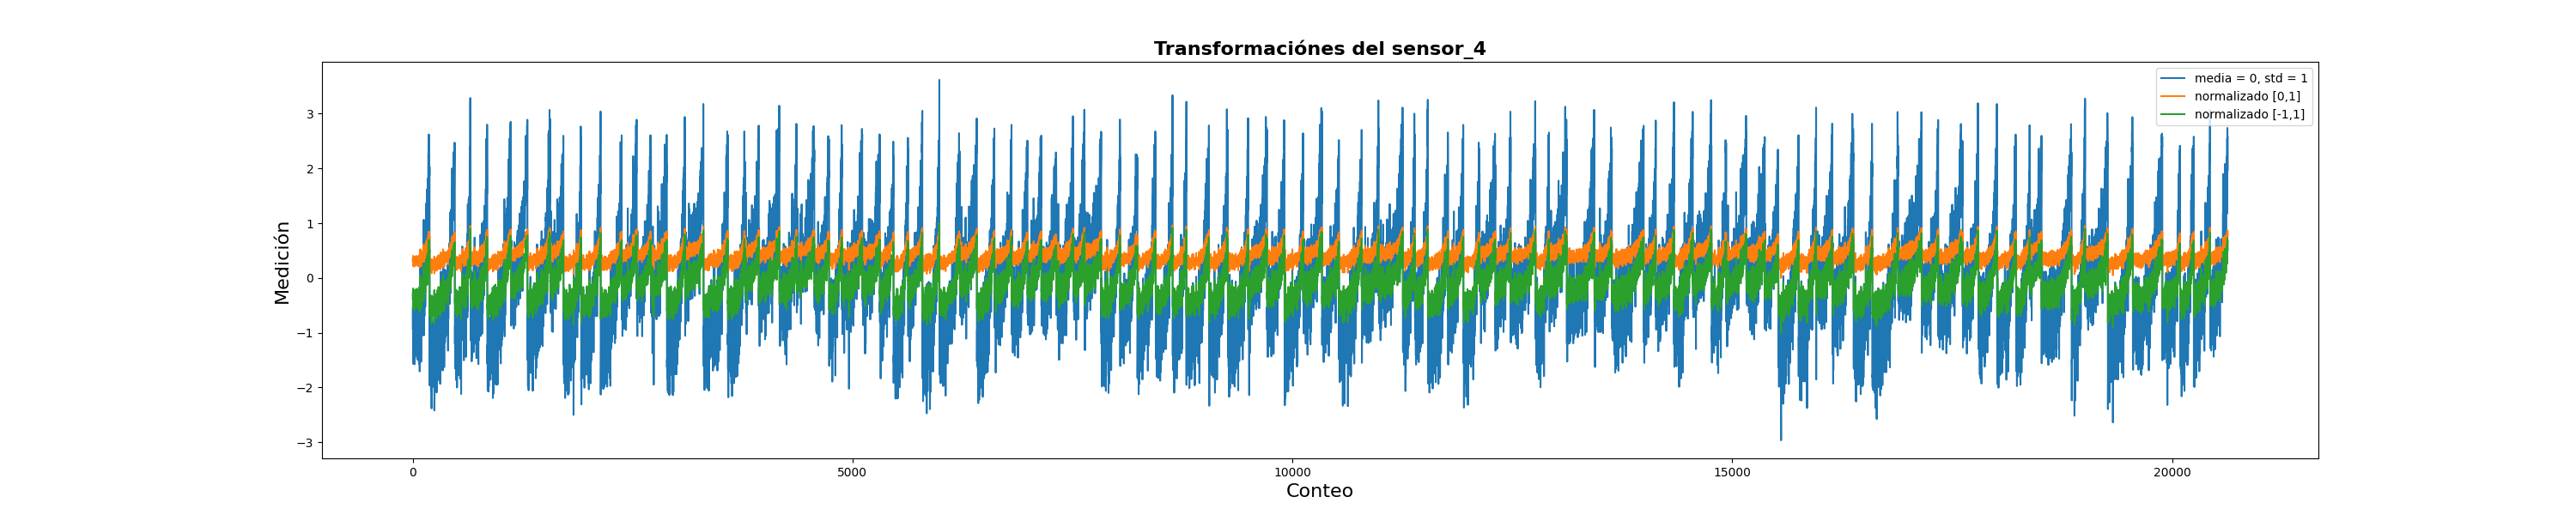 Transformaciónes del sensor_4
media = 0, std = 1
normalizado [0,1]
normalizado [-1,1]
Medición
3
2
1
0
−1
−2
−3
0
5000
10000
15000
20000
Conteo